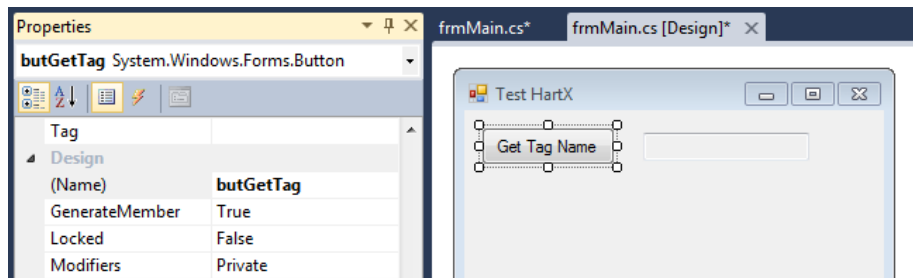 Properties
butGetTag System.Windows.Forms.Button
Tag
Design
(Name) butGetTag
GenerateMember True
Locked False
Modifiers Private
frmMain.cs* frmMain.cs [Design]*
Test HartX
Get Tag Name